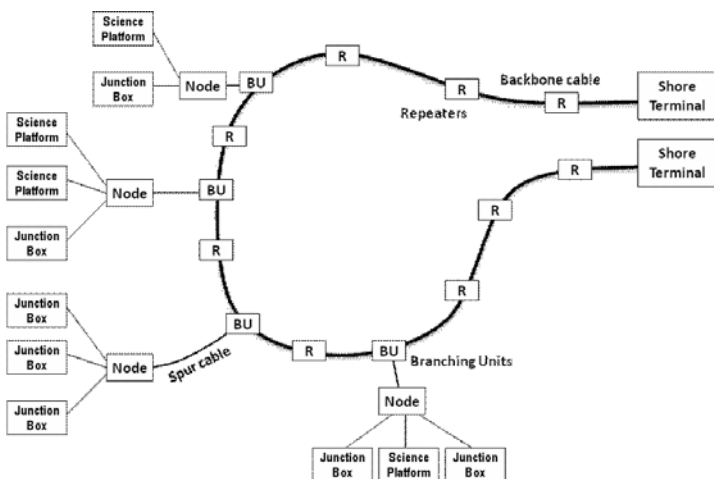 Science
Platform
Junction
Box
Node
BU
R
R
Repeaters
Backbone cable
R
Shore
Terminal
Science
Platform
Science
Platform
Junction
Box
Node
BU
R
R
Shore
Terminal
R
R
R
Junction
Box
Junction
Box
Junction
Box
Node
Spur cable
BU
R
BU
Branching Units
Node
Junction
Box
Science
Platform
Junction
Box